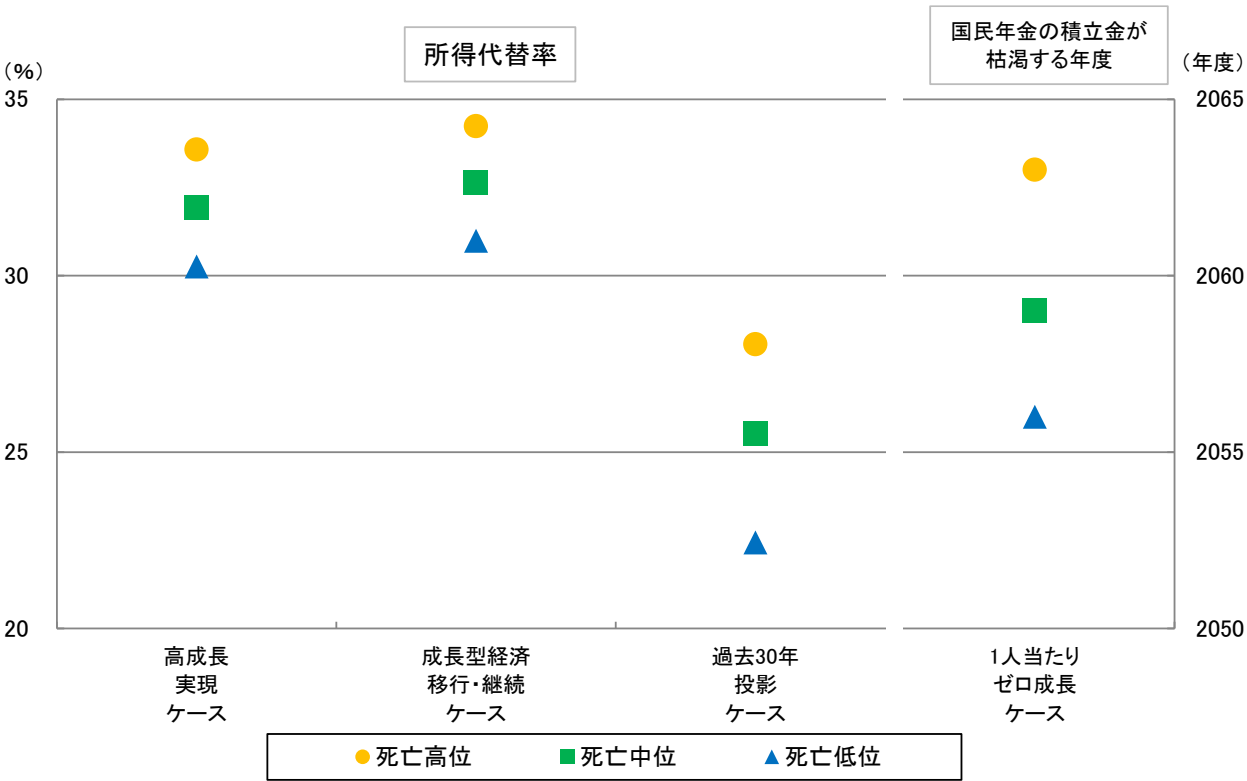 所得代替率
国民年金の積立金が
枯渇する年度
（％）
（年度）
35
30
25
20
2065
2060
2055
2050
高成長
実現
ケース
成長型経済
移行・継続
ケース
過去30年
投影
ケース
1人当たり
ゼロ成長
ケース
死亡高位
死亡中位
死亡低位